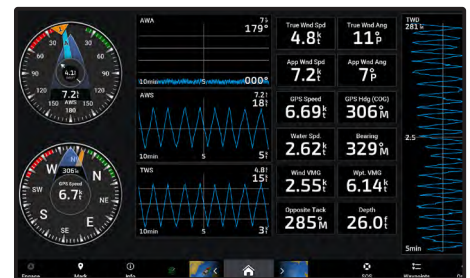 30
30
60
60
90
90
4.8
120
120
7.2
150
AWS
150
180
W
N
306
GPS Speed
6.7
SW
NE
S
E
SE
AWA
179°
10min
5
000°
AWS
7.2
18
10min
5
5
TWS
4.8
15
10min
5
3
True Wnd Spd
4.8
True Wnd Ang
11°P
App Wnd Spd
7.2
App Wnd Ang
7°P
GPS Speed
6.69
GPS Hdg (COG)
306°M
Water Spd.
2.62
Bearing
329°M
Wind VMG
2.55
Wpt. VMG
6.14
Opposite Tack
285°M
Depth
26.0
TWD
281
2.5
5min
Engage
Mark
Info
SOS
Waypoints